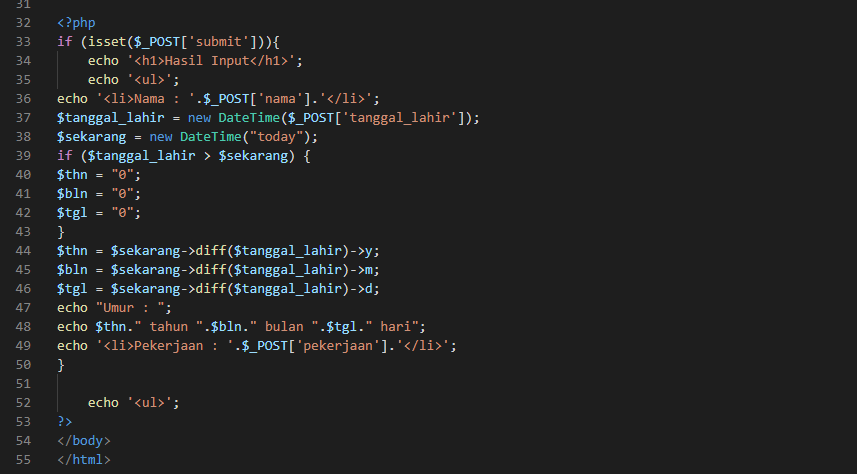 31
32 <?php
33 if (isset($_POST['submit'])){
34     echo '<h1>Hasil Input</h1>';
35     echo '<ul>';
36 echo '<li>Nama : '.$_POST['nama'].'</li>';
37 $tanggal_lahir = new DateTime($_POST['tanggal_lahir']);
38 $sekarang = new DateTime("today");
39 if ($tanggal_lahir > $sekarang) {
40 $thn = "0";
41 $bln = "0";
42 $tgl = "0";
43 }
44 $thn = $sekarang->diff($tanggal_lahir)->y;
45 $bln = $sekarang->diff($tanggal_lahir)->m;
46 $tgl = $sekarang->diff($tanggal_lahir)->d;
47 echo "Umur : ";
48 echo $thn." tahun ".$bln." bulan ".$tgl." hari";
49 echo '<li>Pekerjaan : '.$_POST['pekerjaan'].'</li>';
50 }
51
52     echo '<ul>';
53 ?>
54 </body>
55 </html>